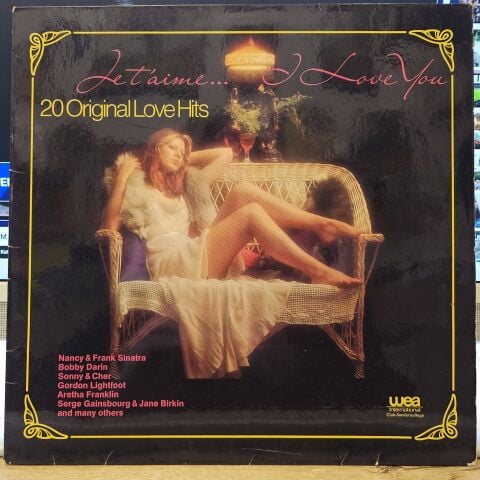 Je t'aime... I Love You
20 Original Love Hits
Nancy & Frank Sinatra
Bobby Darin
Sonny & Cher
Gordon Lightfoot
Aretha Franklin
Serge Gainsbourg & Jane Birkin
and many others
wea
International
Club-Sonderauflage